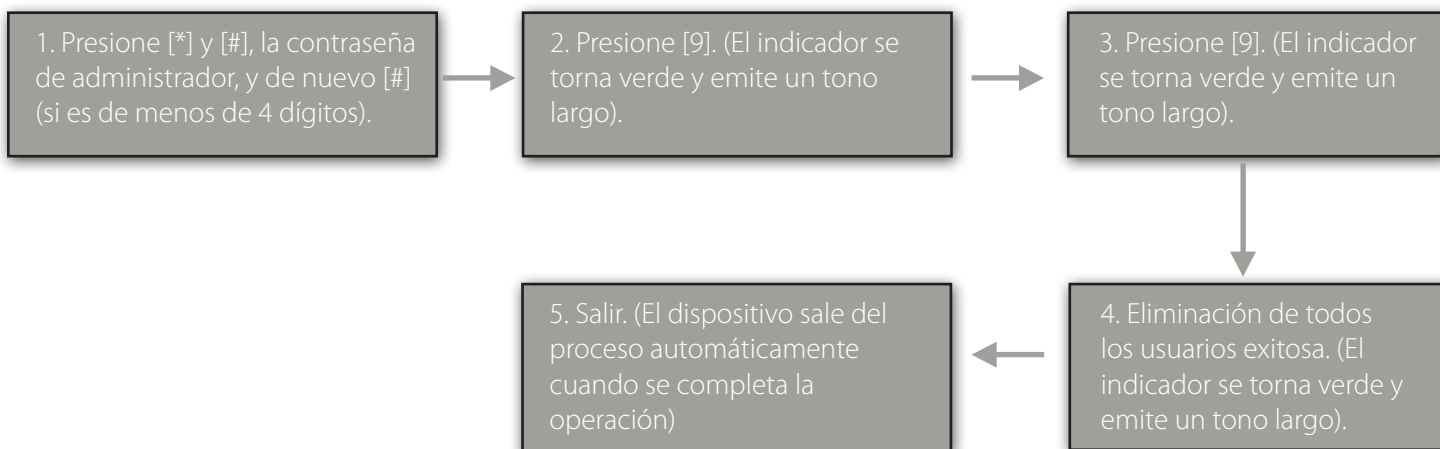 1. Presione [*] y [#], la contraseña
de administrador, y de nuevo [#]
(si es de menos de 4 dígitos).
2. Presione [9]. (El indicador se
torna verde y emite un tono
largo).
3. Presione [9]. (El indicador
se torna verde y emite un
tono largo).
4. Eliminación de todos
los usuarios exitosa. (El
indicador se torna verde y
emite un tono largo).
5. Salir. (El dispositivo sale del
proceso automáticamente
cuando se completa la
operación)